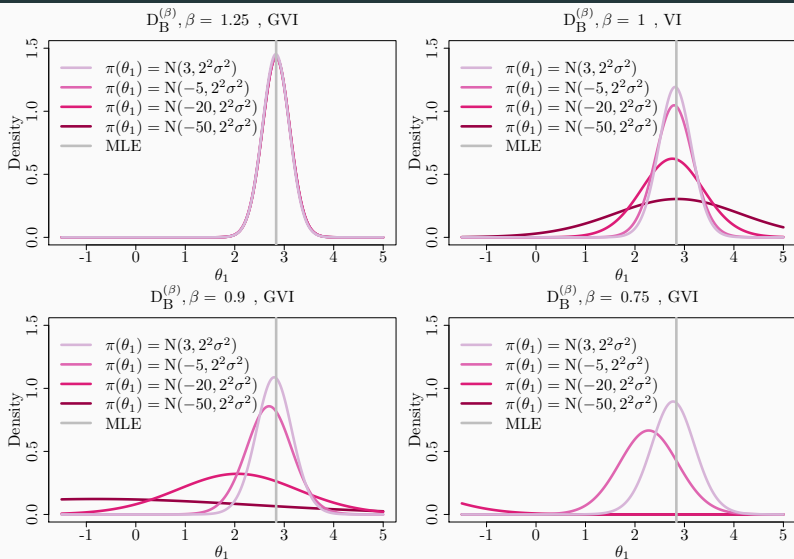 D_B^(β), β = 1.25 , GVI
1.5
1.0
0.5
0.0
Density
π(θ₁) = N(3, 2²σ²)
π(θ₁) = N(−5, 2²σ²)
π(θ₁) = N(−20, 2²σ²)
π(θ₁) = N(−50, 2²σ²)
MLE
-1 0 1 2 3 4 5
θ₁
D_B^(β), β = 1 , VI
1.5
1.0
0.5
0.0
Density
π(θ₁) = N(3, 2²σ²)
π(θ₁) = N(−5, 2²σ²)
π(θ₁) = N(−20, 2²σ²)
π(θ₁) = N(−50, 2²σ²)
MLE
-1 0 1 2 3 4 5
θ₁
D_B^(β), β = 0.9 , GVI
1.5
1.0
0.5
0.0
Density
π(θ₁) = N(3, 2²σ²)
π(θ₁) = N(−5, 2²σ²)
π(θ₁) = N(−20, 2²σ²)
π(θ₁) = N(−50, 2²σ²)
MLE
-1 0 1 2 3 4 5
θ₁
D_B^(β), β = 0.75 , GVI
1.5
1.0
0.5
0.0
Density
π(θ₁) = N(3, 2²σ²)
π(θ₁) = N(−5, 2²σ²)
π(θ₁) = N(−20, 2²σ²)
π(θ₁) = N(−50, 2²σ²)
MLE
-1 0 1 2 3 4 5
θ₁